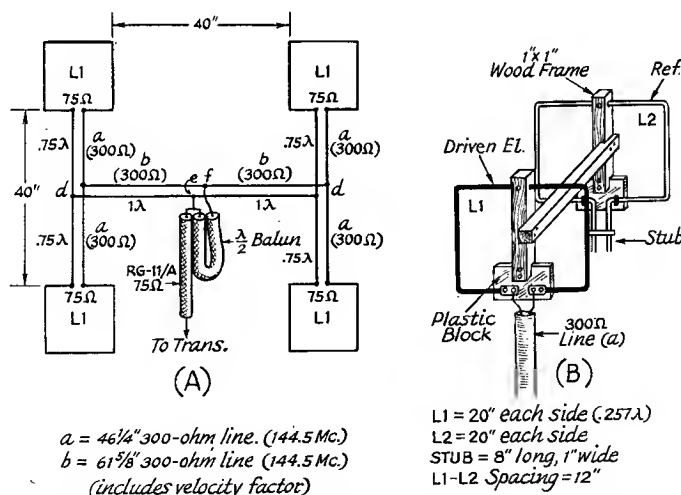 40"
L1
75Ω
L1
75Ω
40"
.75λ
a
(300Ω)
b
(300Ω)
e
f
b
(300Ω)
.75λ
a
(300Ω)
d
1λ
1λ
d
.75λ
a
(300Ω)
λ/2 Balun
RG-11/A
75Ω
.75λ
a
(300Ω)
75Ω
L1
75Ω
L1
To Trans.
(A)
a = 46¼" 300-ohm line. (144.5 Mc.)
b = 61⅝" 300-ohm line (144.5 Mc.)
(includes velocity factor)
1"x1"
Wood Frame
Ref.
L2
Driven El.
L1
Stub
Plastic
Block
300Ω
Line (a)
(B)
L1 = 20" each side (.257λ)
L2 = 20" each side
STUB = 8" long, 1" wide
L1-L2 Spacing = 12"